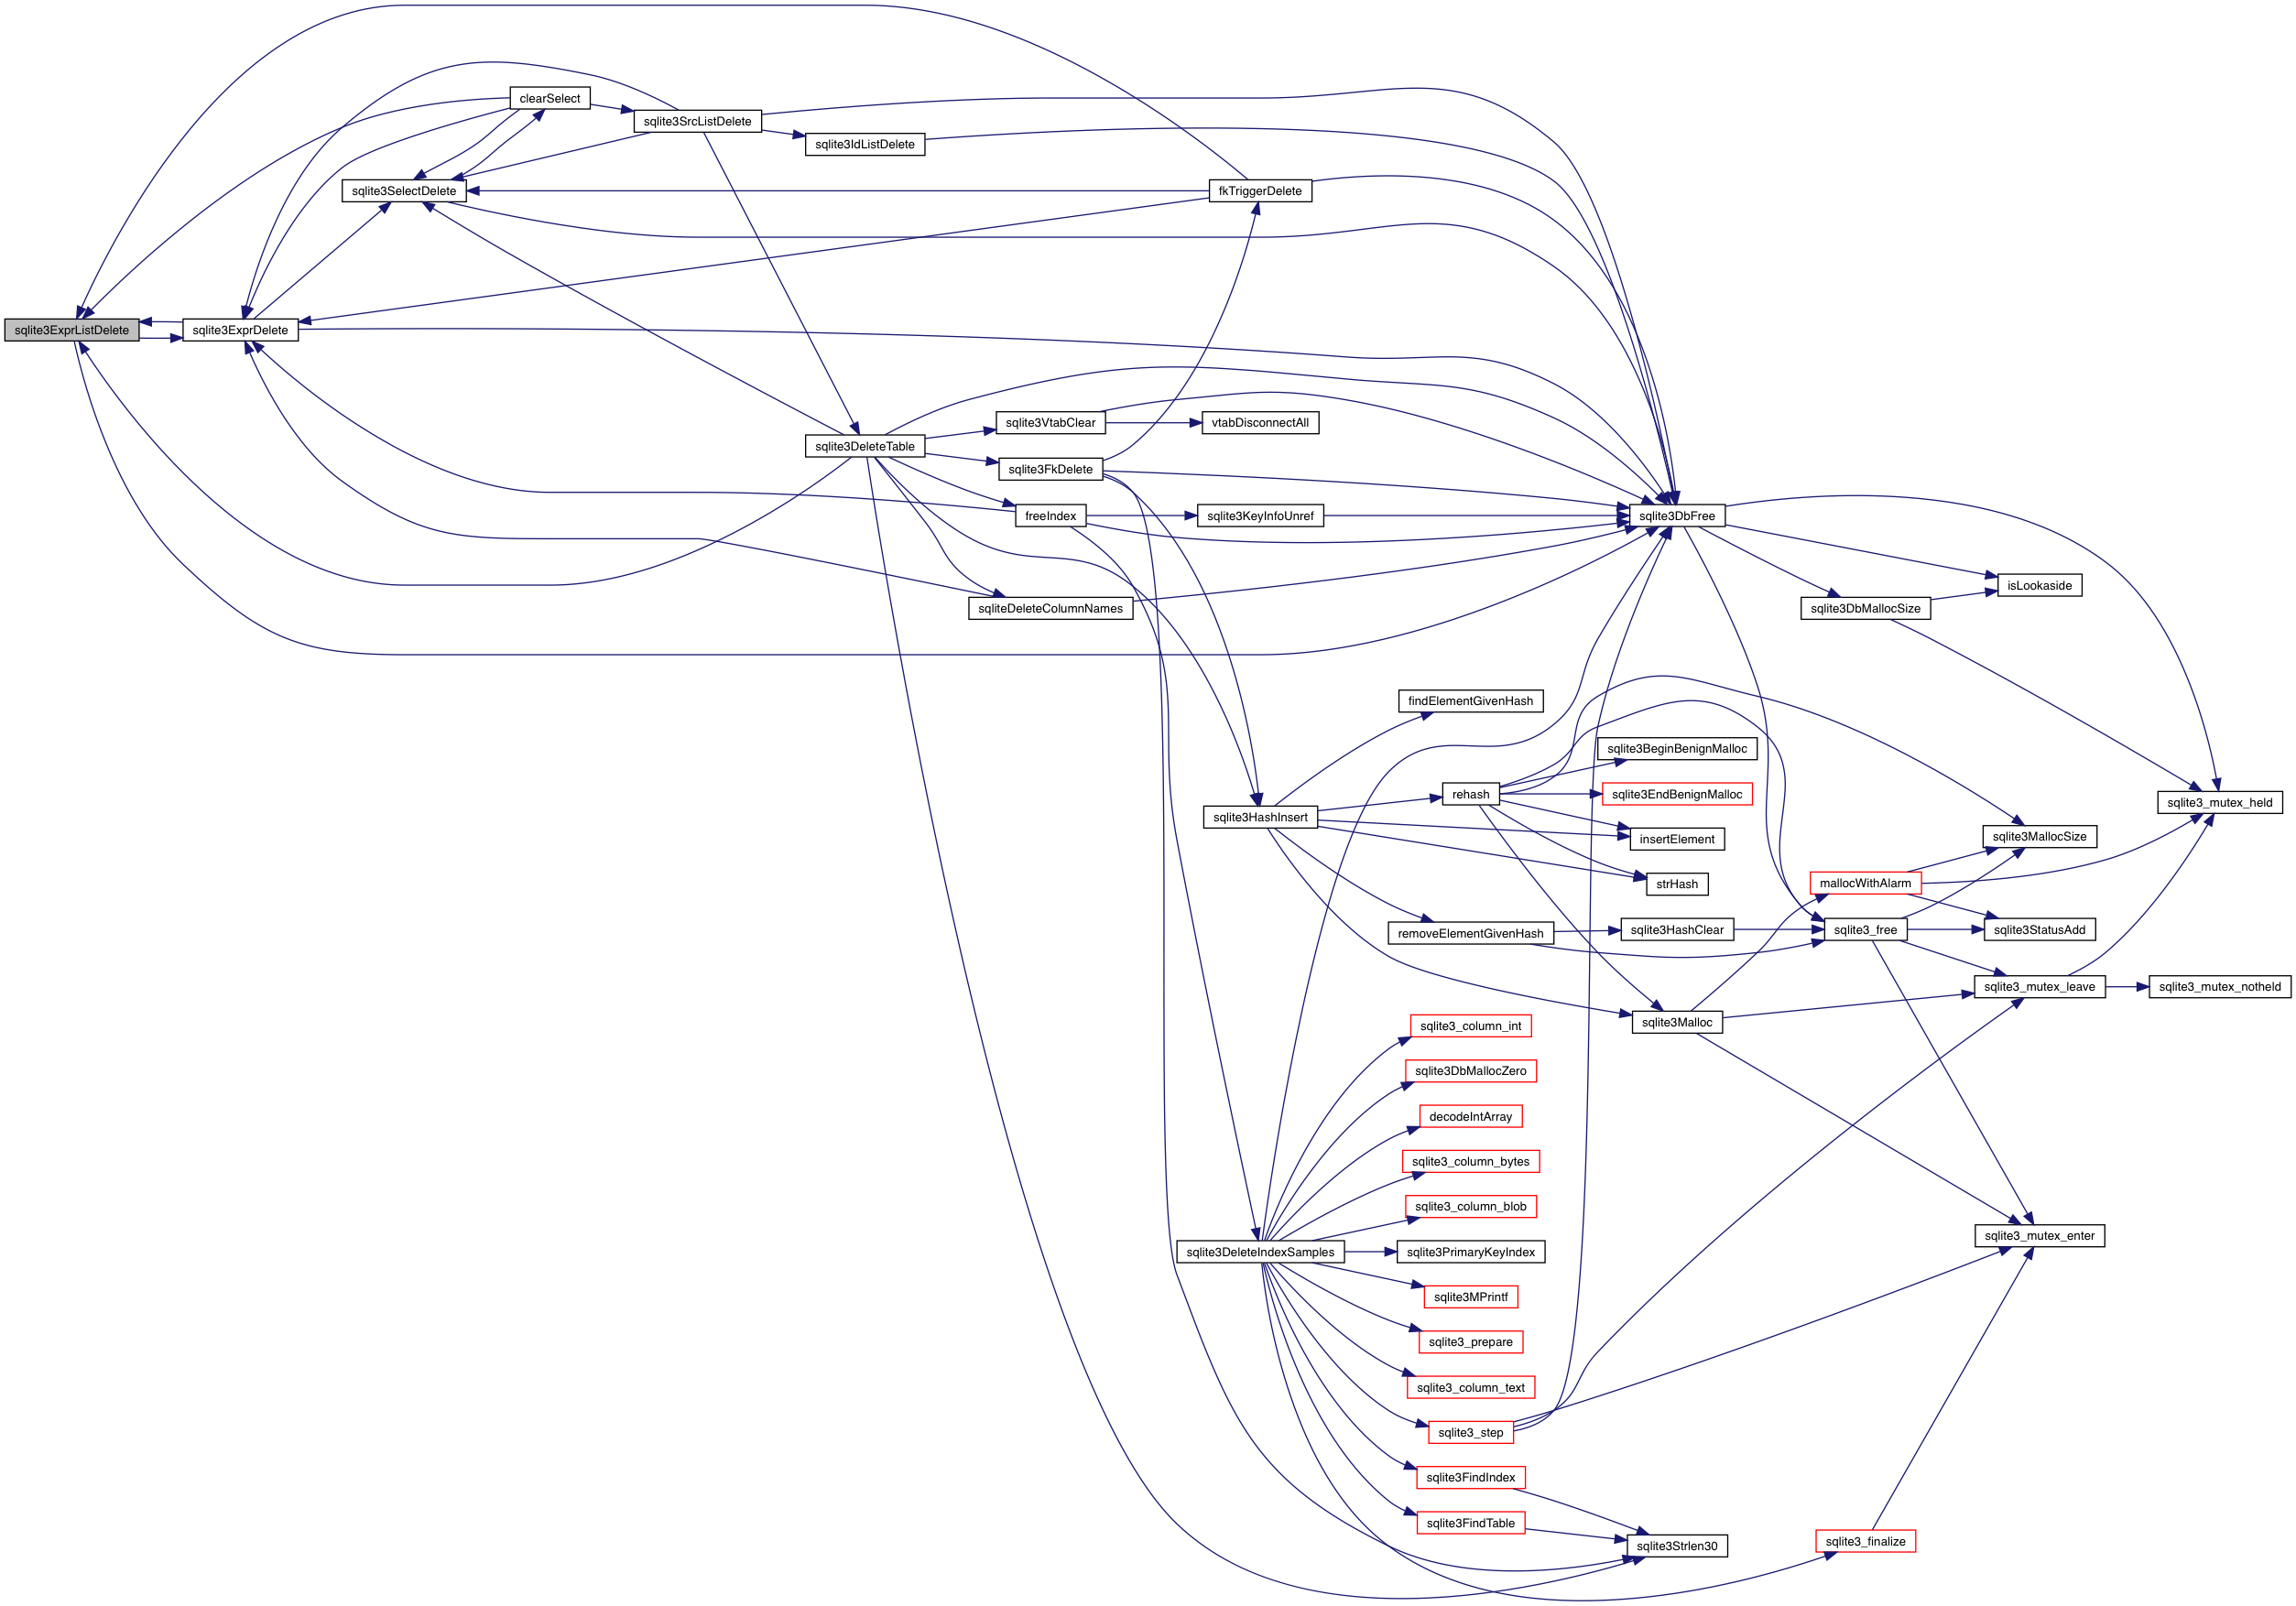 clearSelect
sqlite3SrcListDelete
sqlite3IdListDelete
sqlite3SelectDelete
fkTriggerDelete
sqlite3ExprListDelete
sqlite3ExprDelete
sqlite3VtabClear
vtabDisconnectAll
sqlite3DeleteTable
sqlite3FkDelete
freeIndex
sqlite3KeyInfoUnref
sqlite3DbFree
isLookaside
sqliteDeleteColumnNames
sqlite3DbMallocSize
findElementGivenHash
sqlite3BeginBenignMalloc
rehash
sqlite3EndBenignMalloc
sqlite3_mutex_held
sqlite3HashInsert
insertElement
sqlite3MallocSize
strHash
mallocWithAlarm
removeElementGivenHash
sqlite3HashClear
sqlite3_free
sqlite3StatusAdd
sqlite3_mutex_leave
sqlite3_mutex_notheld
sqlite3Malloc
sqlite3_column_int
sqlite3DbMallocZero
decodeIntArray
sqlite3_column_bytes
sqlite3_column_blob
sqlite3_mutex_enter
sqlite3DeleteIndexSamples
sqlite3PrimaryKeyIndex
sqlite3MPrintf
sqlite3_prepare
sqlite3_column_text
sqlite3_step
sqlite3FindIndex
sqlite3FindTable
sqlite3_finalize
sqlite3Strlen30